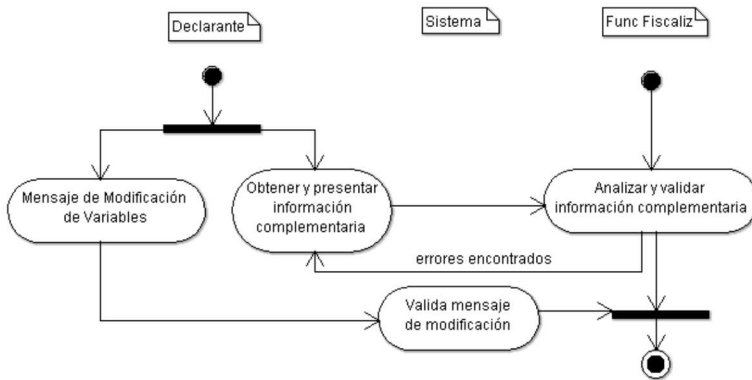 Declarante
Sistema
Func Fiscaliz
Mensaje de Modificación
de Variables
Obtener y presentar
información
complementaria
Analizar y validar
información complementaria
errores encontrados
Valida mensaje
de modificación